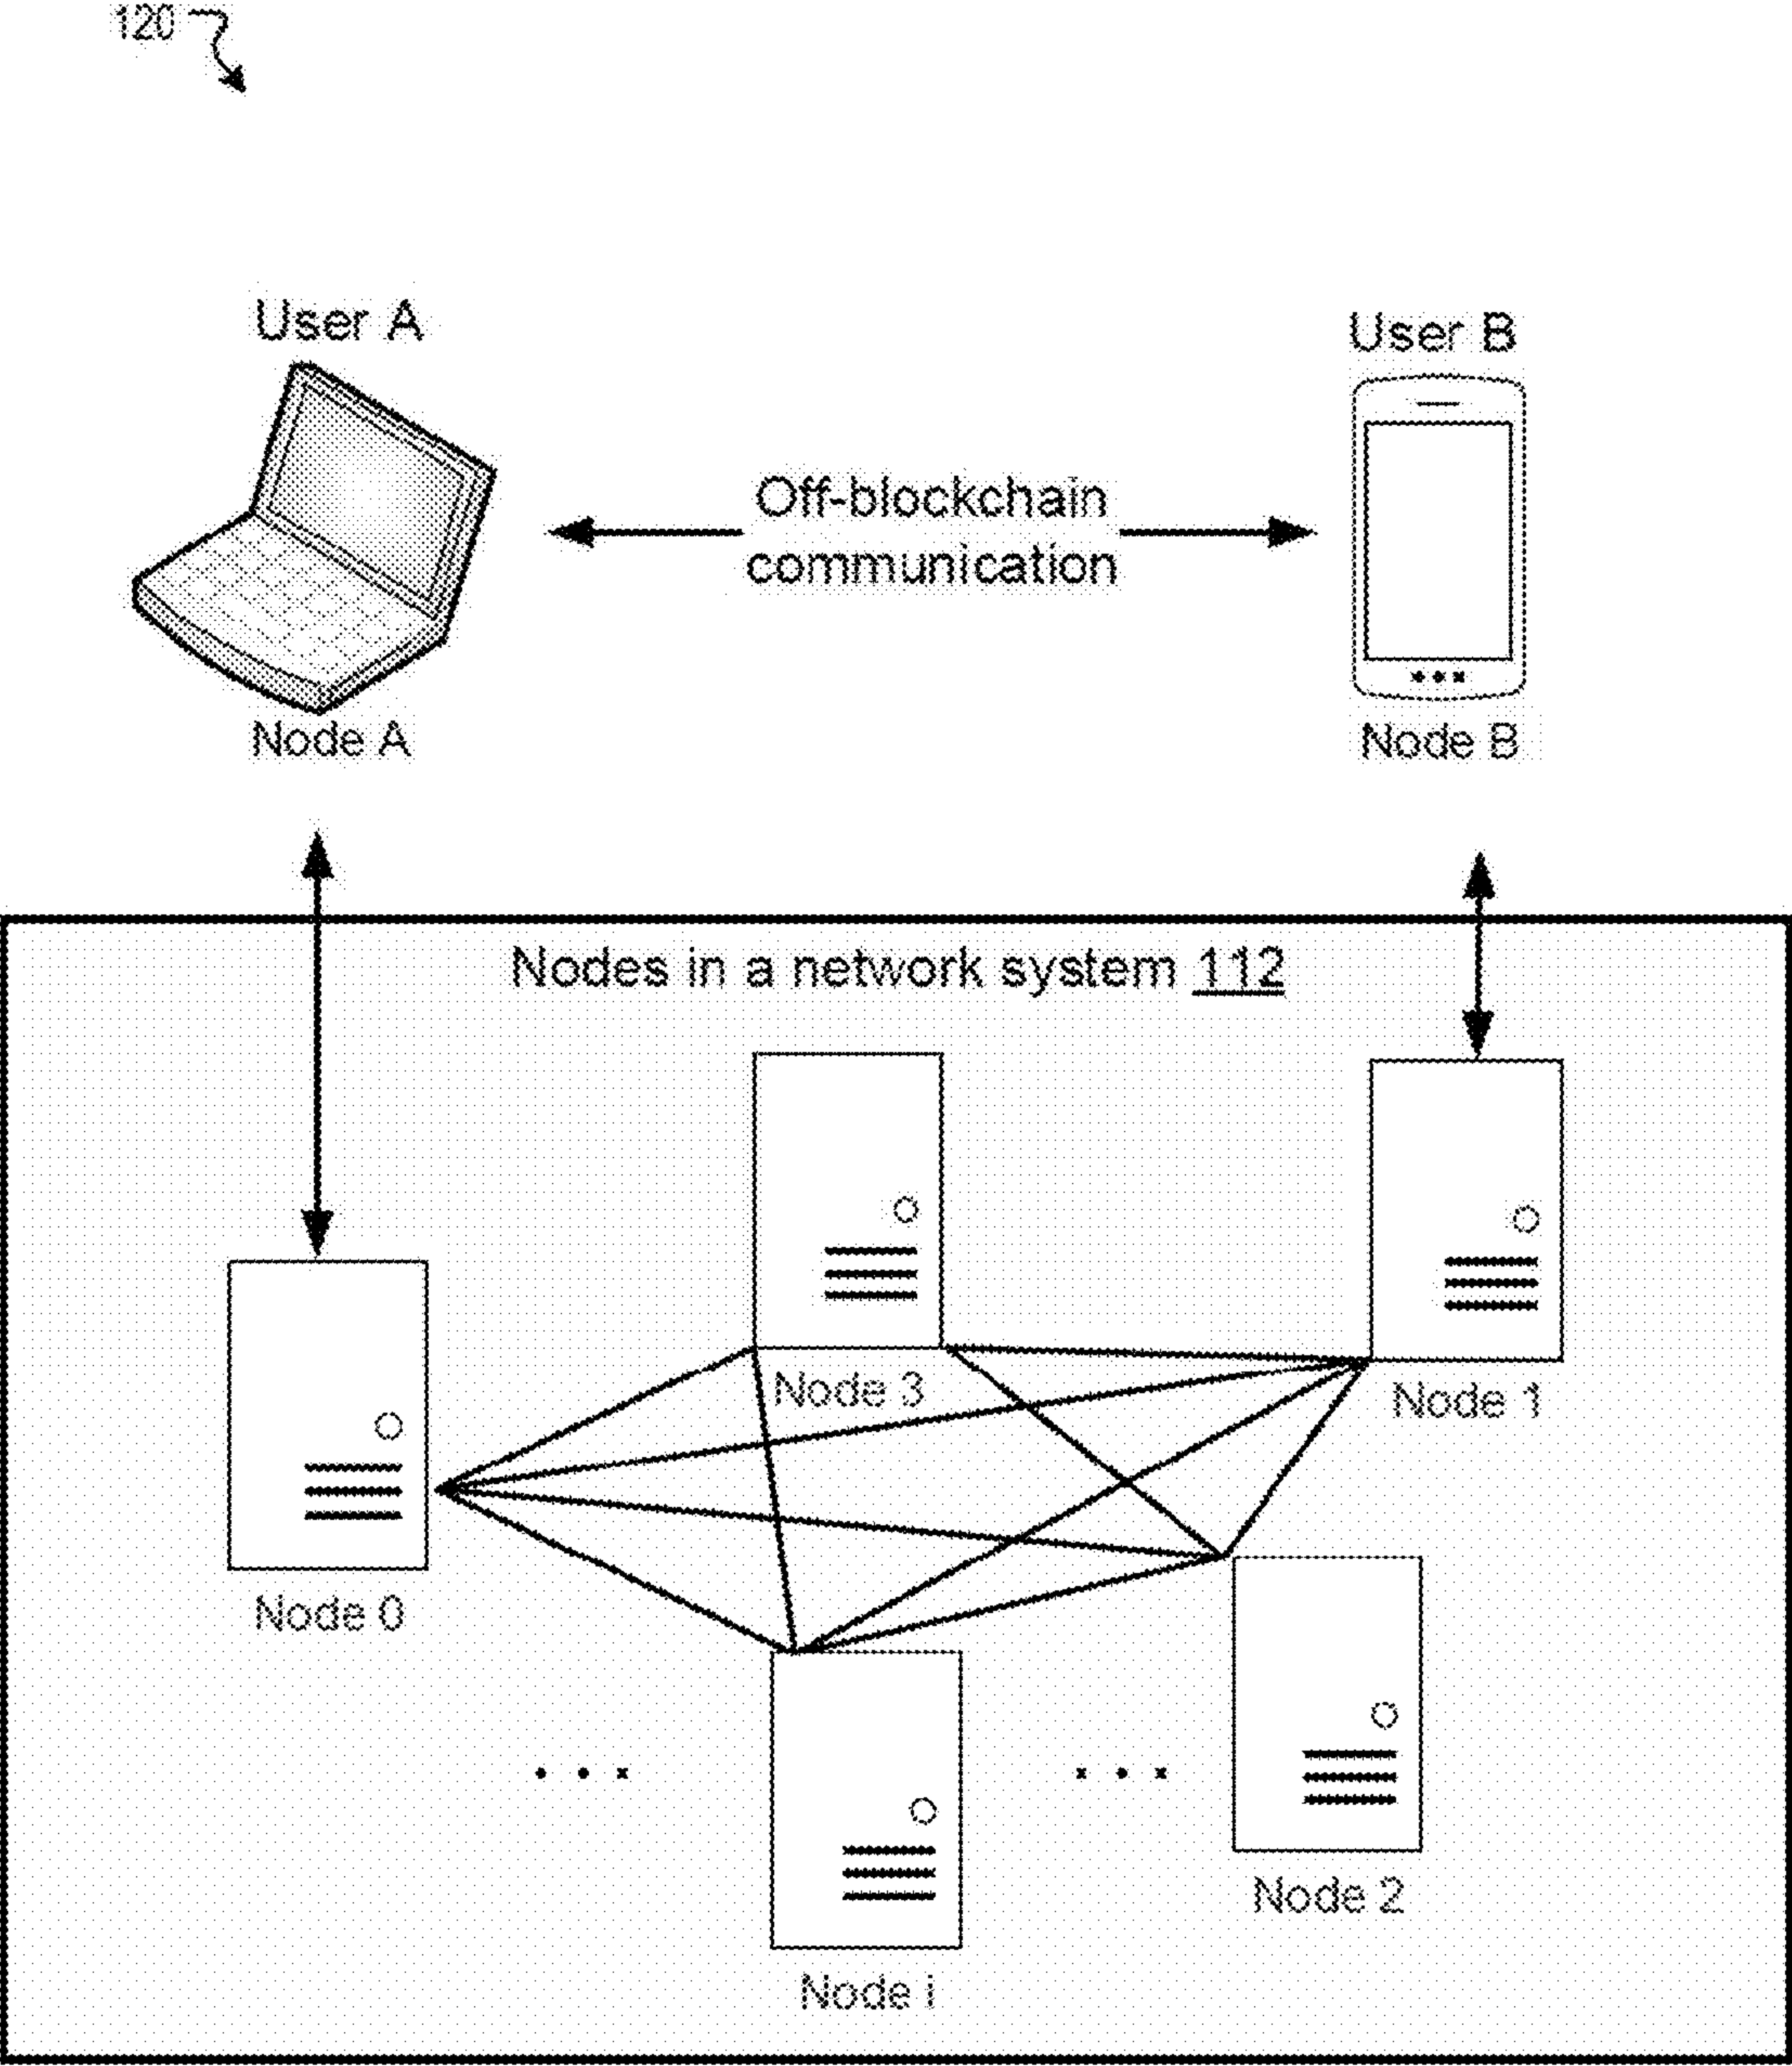 120
User A
User B
Off-blockchain
communication
Node A
Node B
Nodes in a network system 112
Node 3
Node 1
Node 0
Node 2
Node i